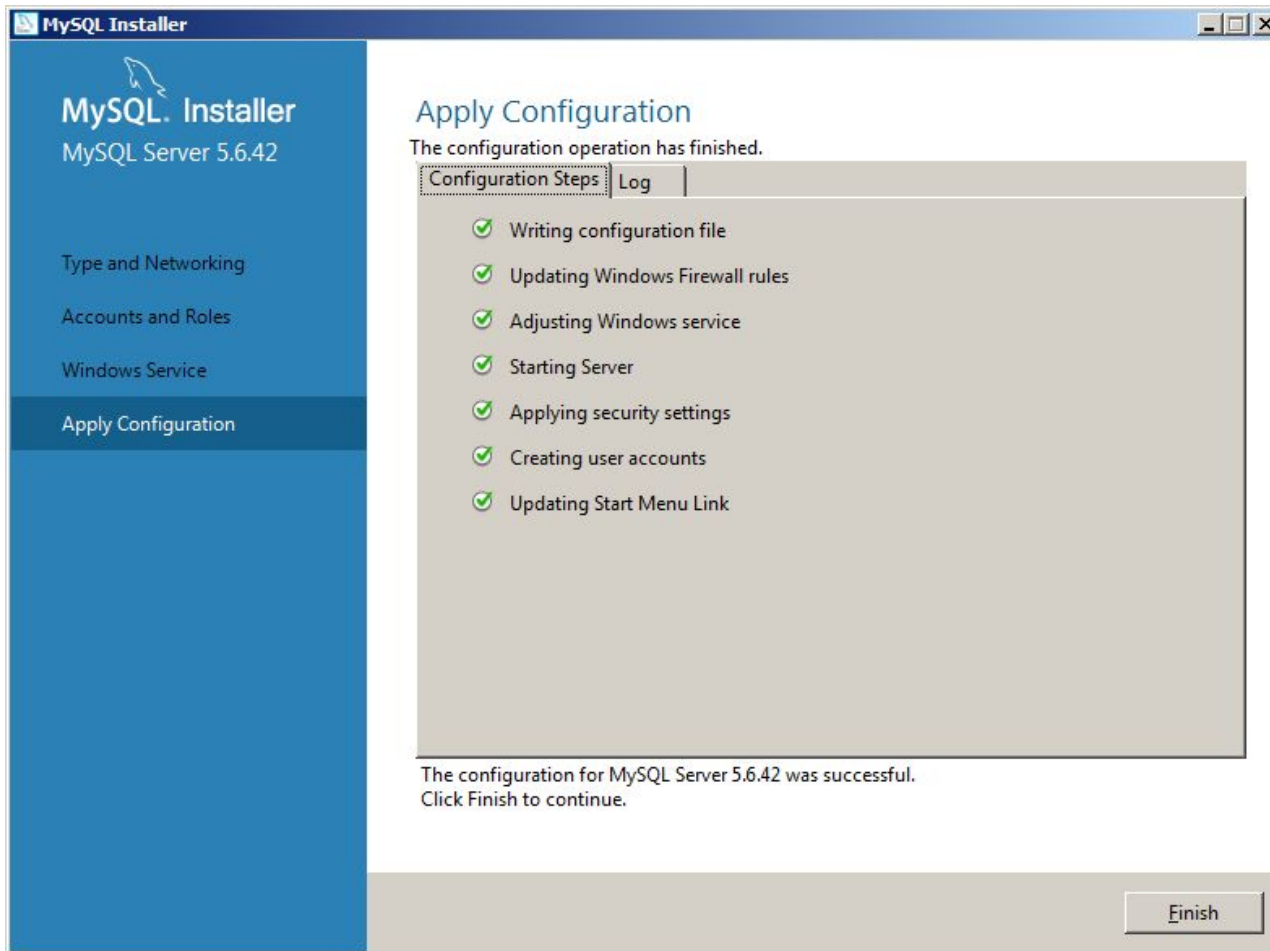 MySQL Installer
MySQL. Installer
MySQL Server 5.6.42
Type and Networking
Accounts and Roles
Windows Service
Apply Configuration
Apply Configuration
The configuration operation has finished.
Configuration Steps Log
Writing configuration file
Updating Windows Firewall rules
Adjusting Windows service
Starting Server
Applying security settings
Creating user accounts
Updating Start Menu Link
The configuration for MySQL Server 5.6.42 was successful.
Click Finish to continue.
Finish